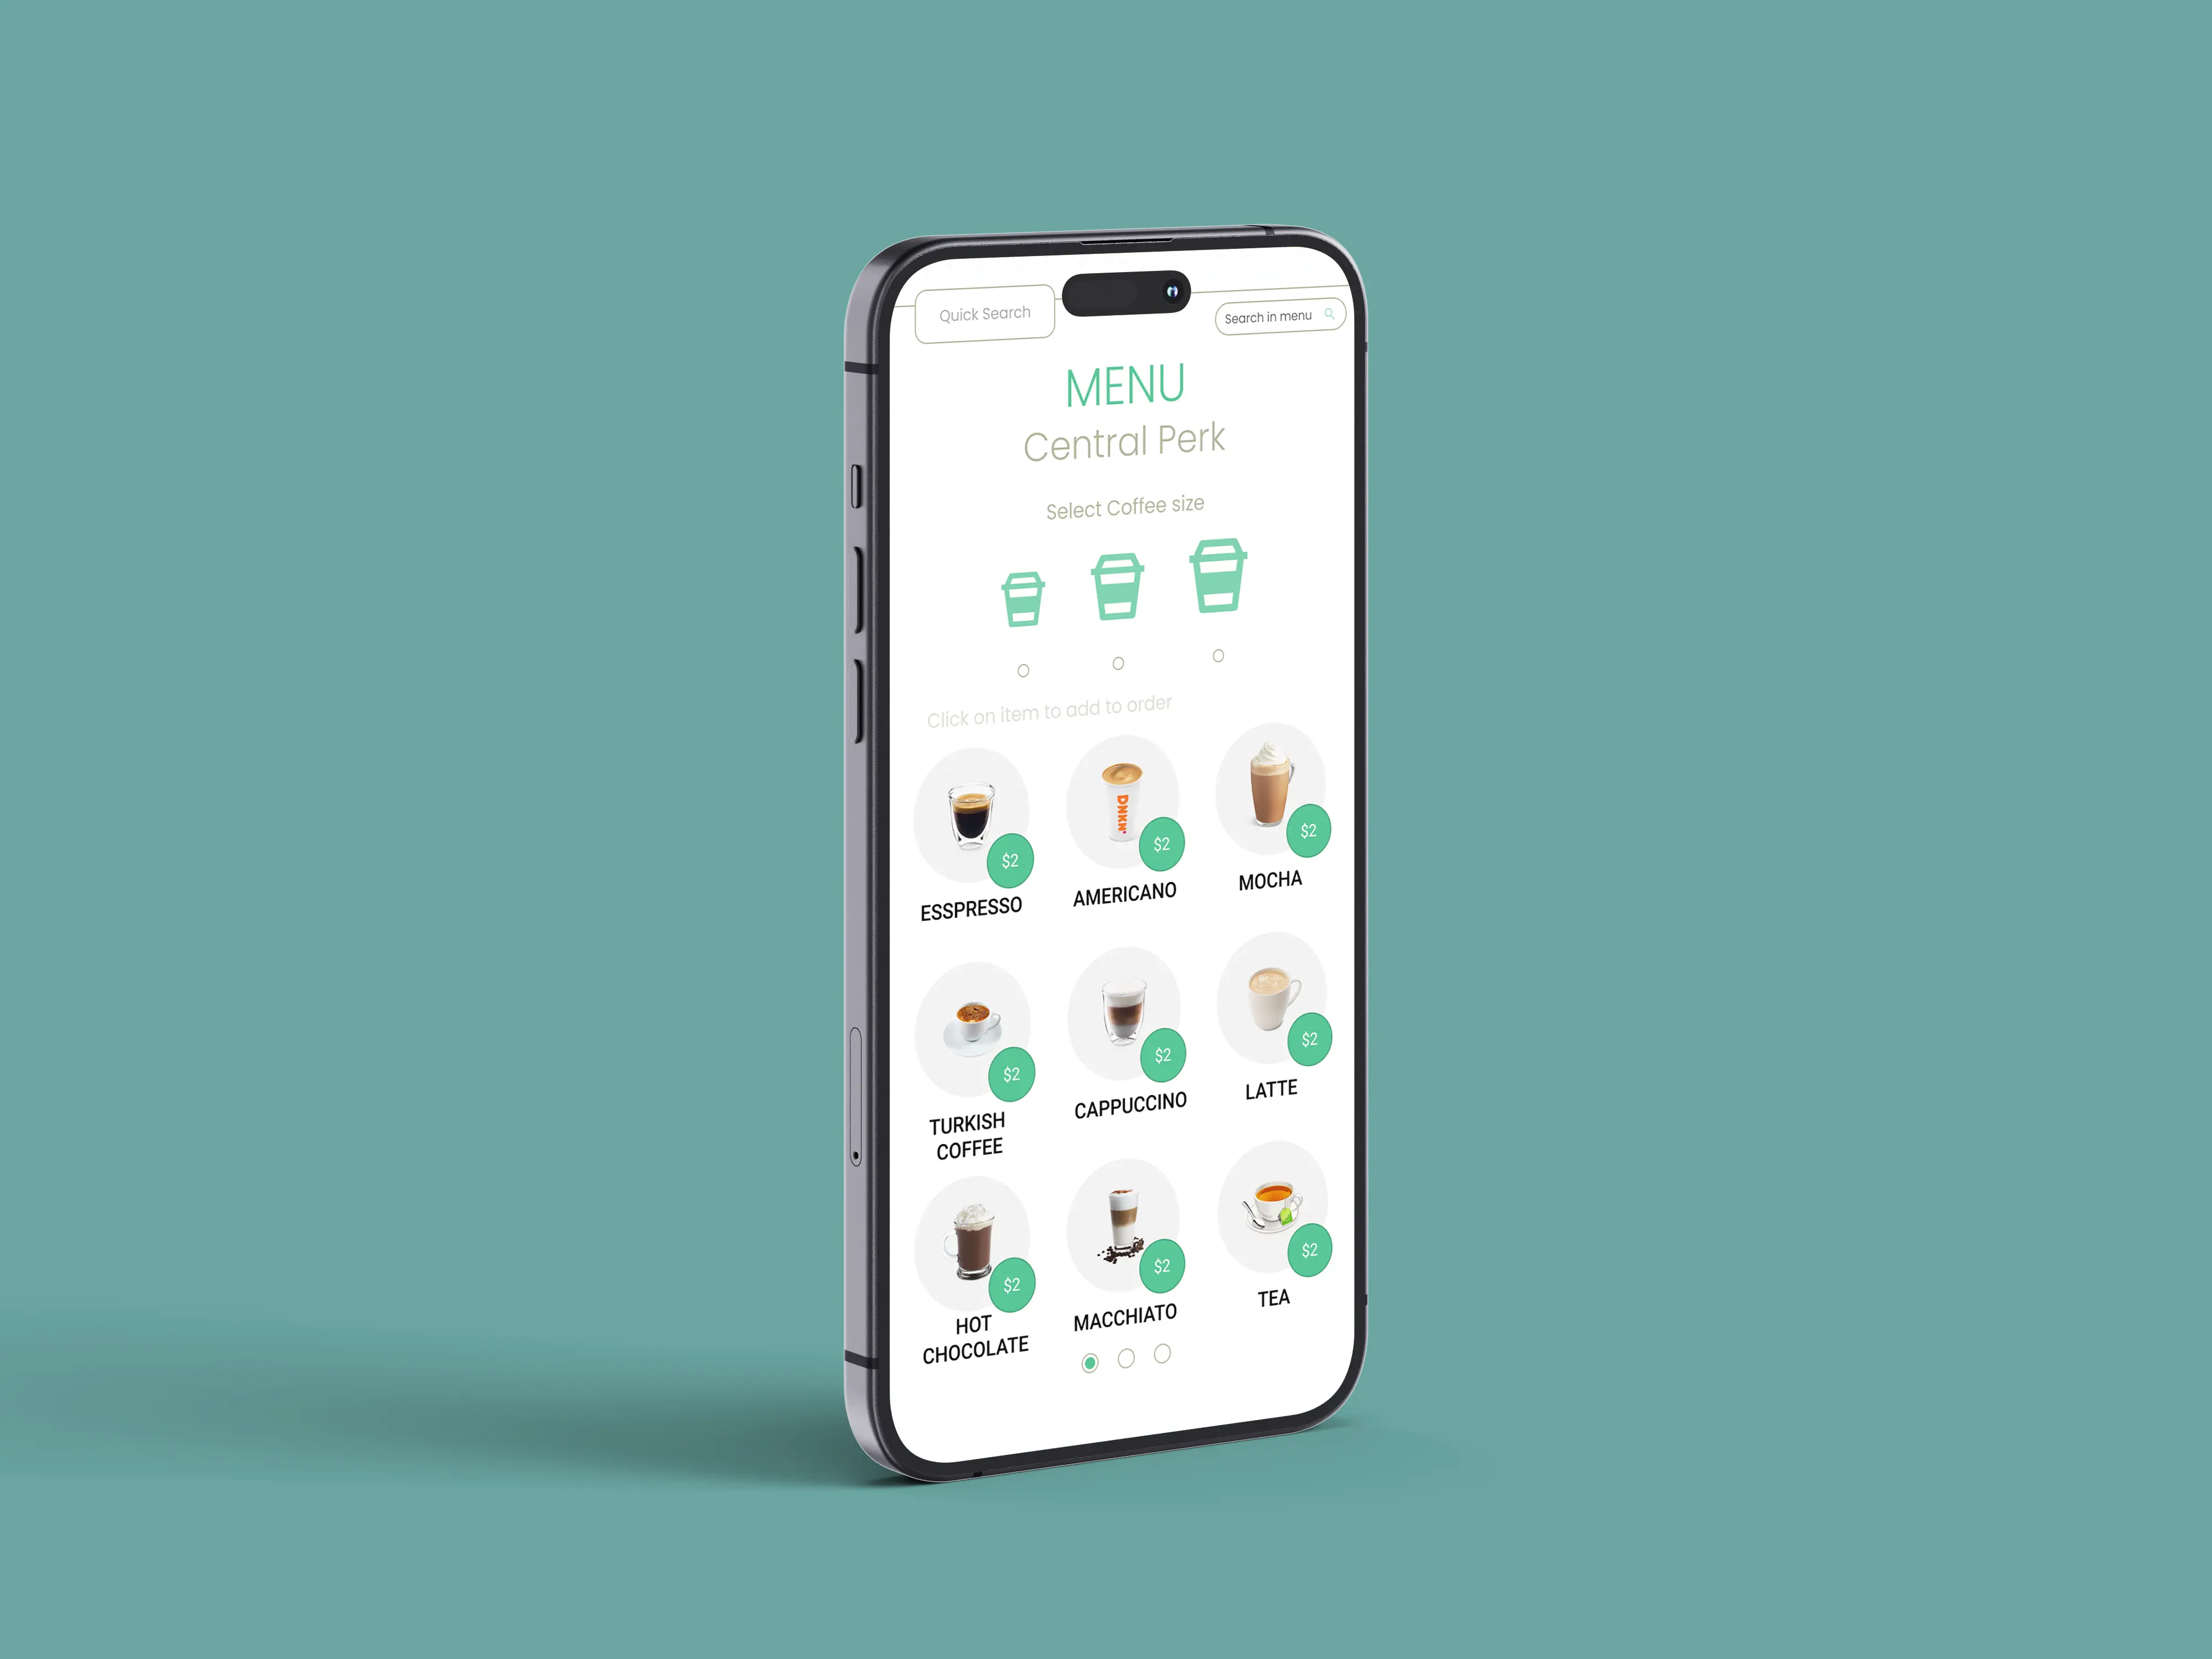 Quick Search
Search in menu
MENU
Central Perk
Select Coffee size
Click on item to add to order
DNKN'
$2
$2
$2
ESSPRESSO
AMERICANO
MOCHA
$2
$2
$2
TURKISH
COFFEE
CAPPUCCINO
LATTE
$2
$2
$2
HOT
CHOCOLATE
MACCHIATO
TEA